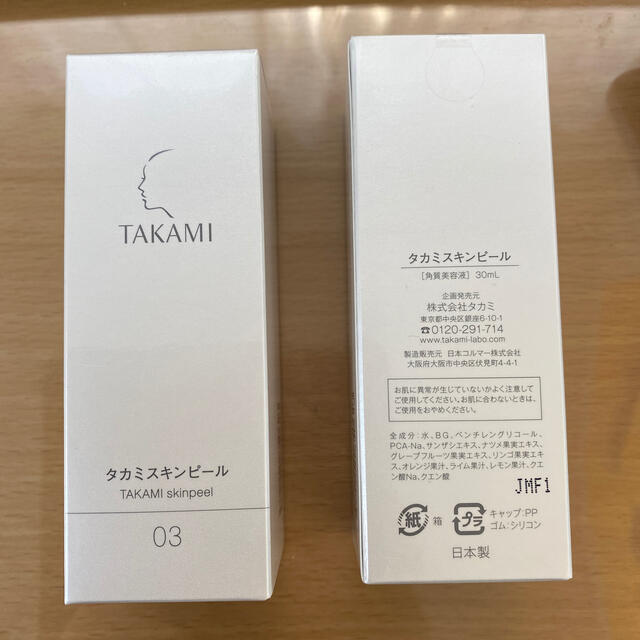 TAKAMI
タカミスキンピール
TAKAMI skinpeel
03
タカミスキンピール
［角質美容液］ 30mL
企画発売元
株式会社タカミ
東京都中央区銀座6-10-1
☎0120-291-714
www.takami-labo.com
製造販売元 日本コルマー株式会社
大阪府大阪市中央区伏見町4-4-1
お肌に異常が生じていないかよく注意して
ご使用してください。お肌に合わないときは、
ご使用をおやめください。
全成分：水、BG、ペンチレングリコール、
PCA-Na、サンザシエキス、ナツメ果実エキス、
グレープフルーツ果実エキス、リンゴ果実エキ
ス、オレンジ果汁、ライム果汁、レモン果汁、クエ
ン酸Na、クエン酸
JMF1
紙 箱
プラ
キャップ：PP
ゴム：シリコン
日本製